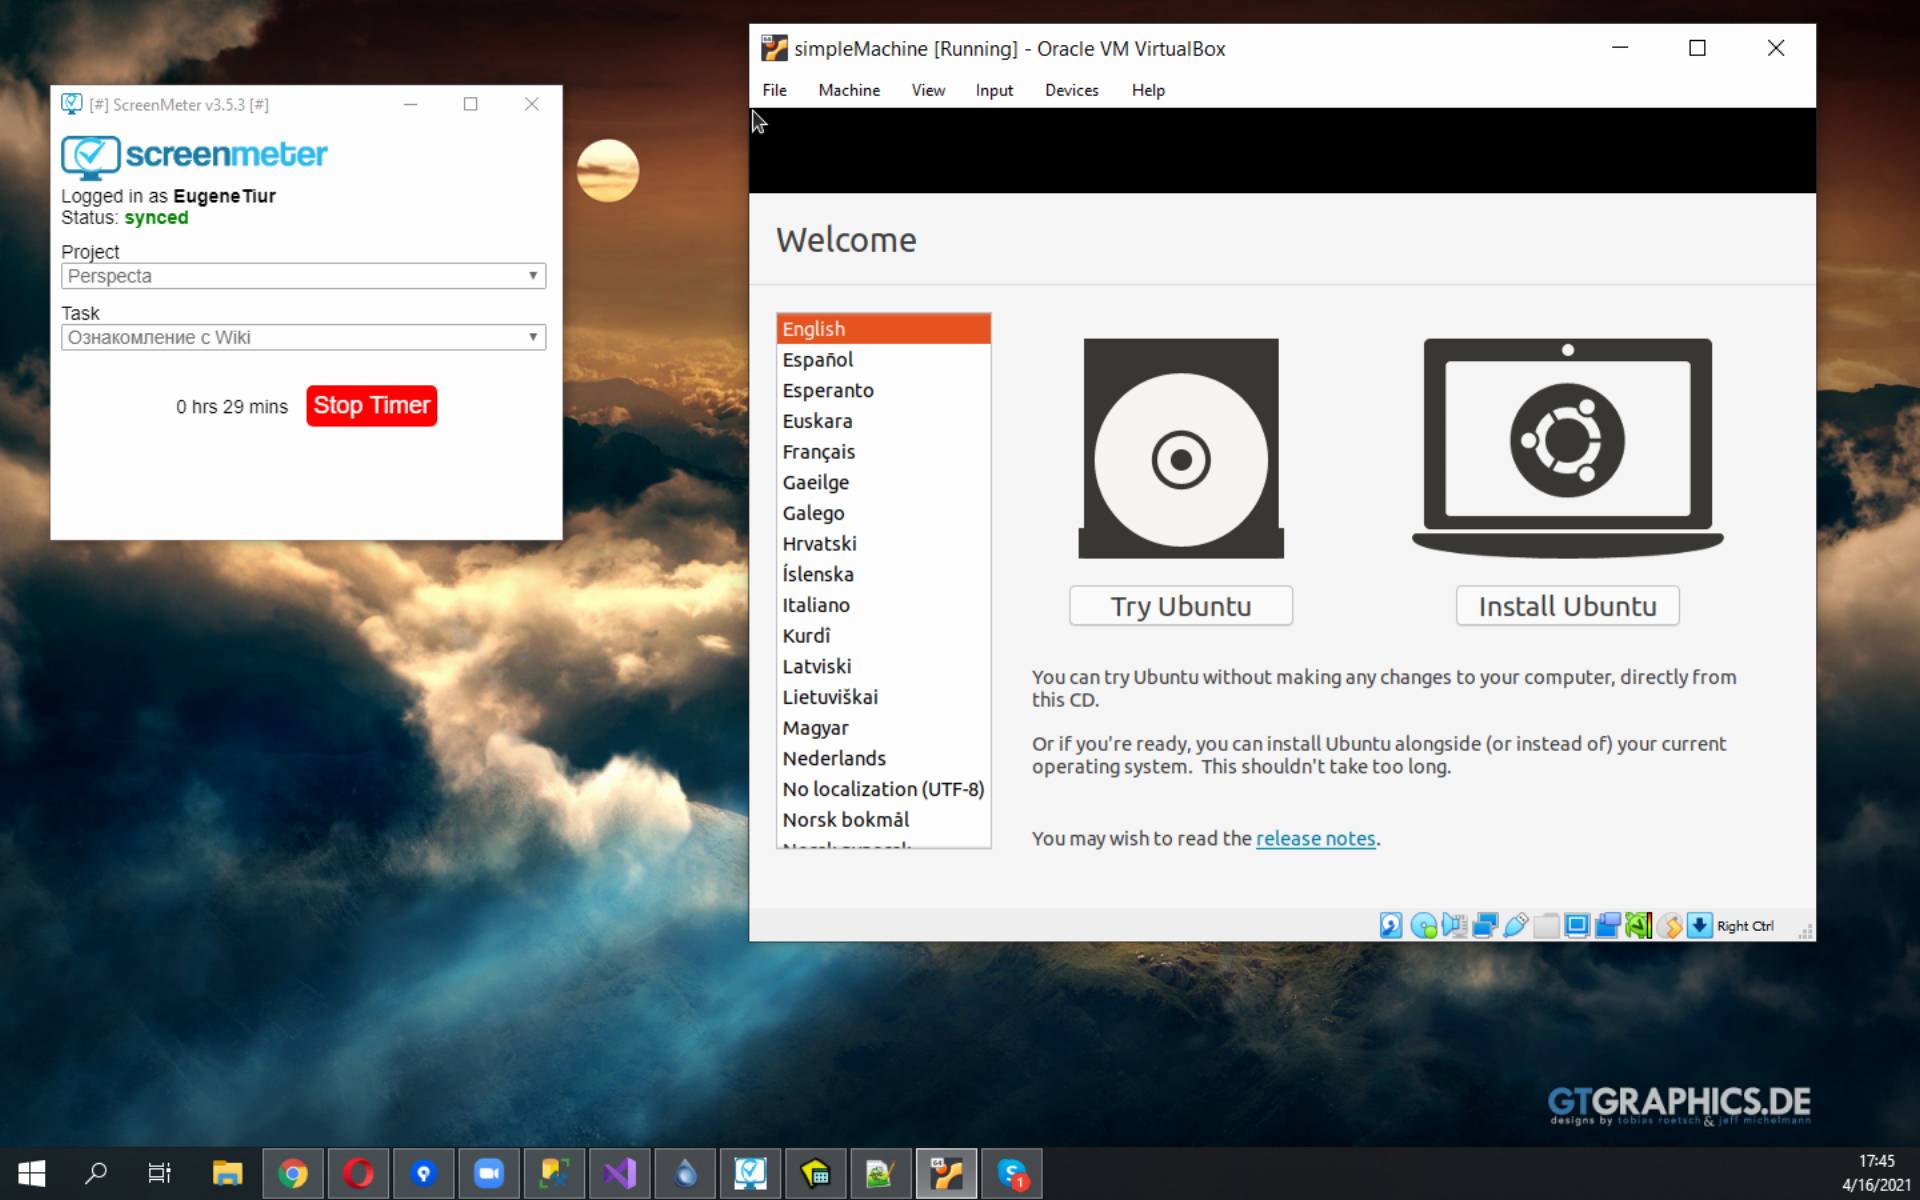 [#] ScreenMeter v3.5.3 [#]
screenmeter
Logged in as EugeneTiur
Status: synced
Project
Perspecta
Task
Ознакомление с Wiki
0 hrs 29 mins
Stop Timer
simpleMachine [Running] - Oracle VM VirtualBox
File Machine View Input Devices Help
Welcome
English
Español
Esperanto
Euskara
Français
Gaeilge
Galego
Hrvatski
Íslenska
Italiano
Kurdî
Latviski
Lietuviškai
Magyar
Nederlands
No localization (UTF-8)
Norsk bokmål
Try Ubuntu
Install Ubuntu
You can try Ubuntu without making any changes to your computer, directly from
this CD.
Or if you're ready, you can install Ubuntu alongside (or instead of) your current
operating system. This shouldn't take too long.
You may wish to read the release notes.
Right Ctrl
GTGRAPHICS.DE
designs by tobias roetsch & jeff michelmann
64
1
17:45
4/16/2021